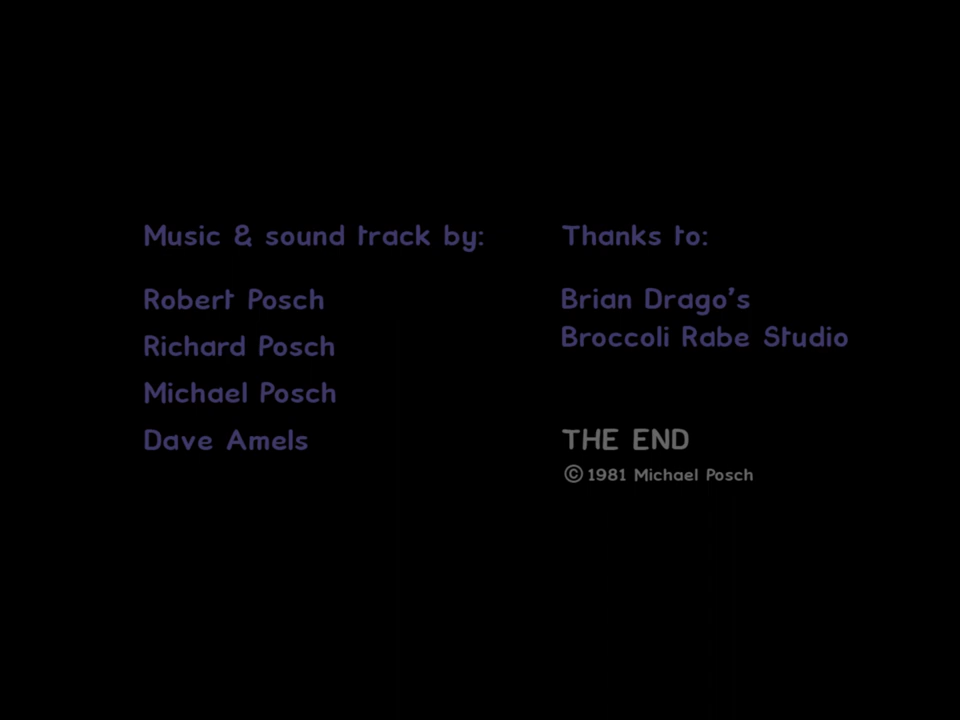 Music & sound track by:
Robert Posch
Richard Posch
Michael Posch
Dave Amels
Thanks to:
Brian Drago's
Broccoli Rabe Studio
THE END
© 1981 Michael Posch